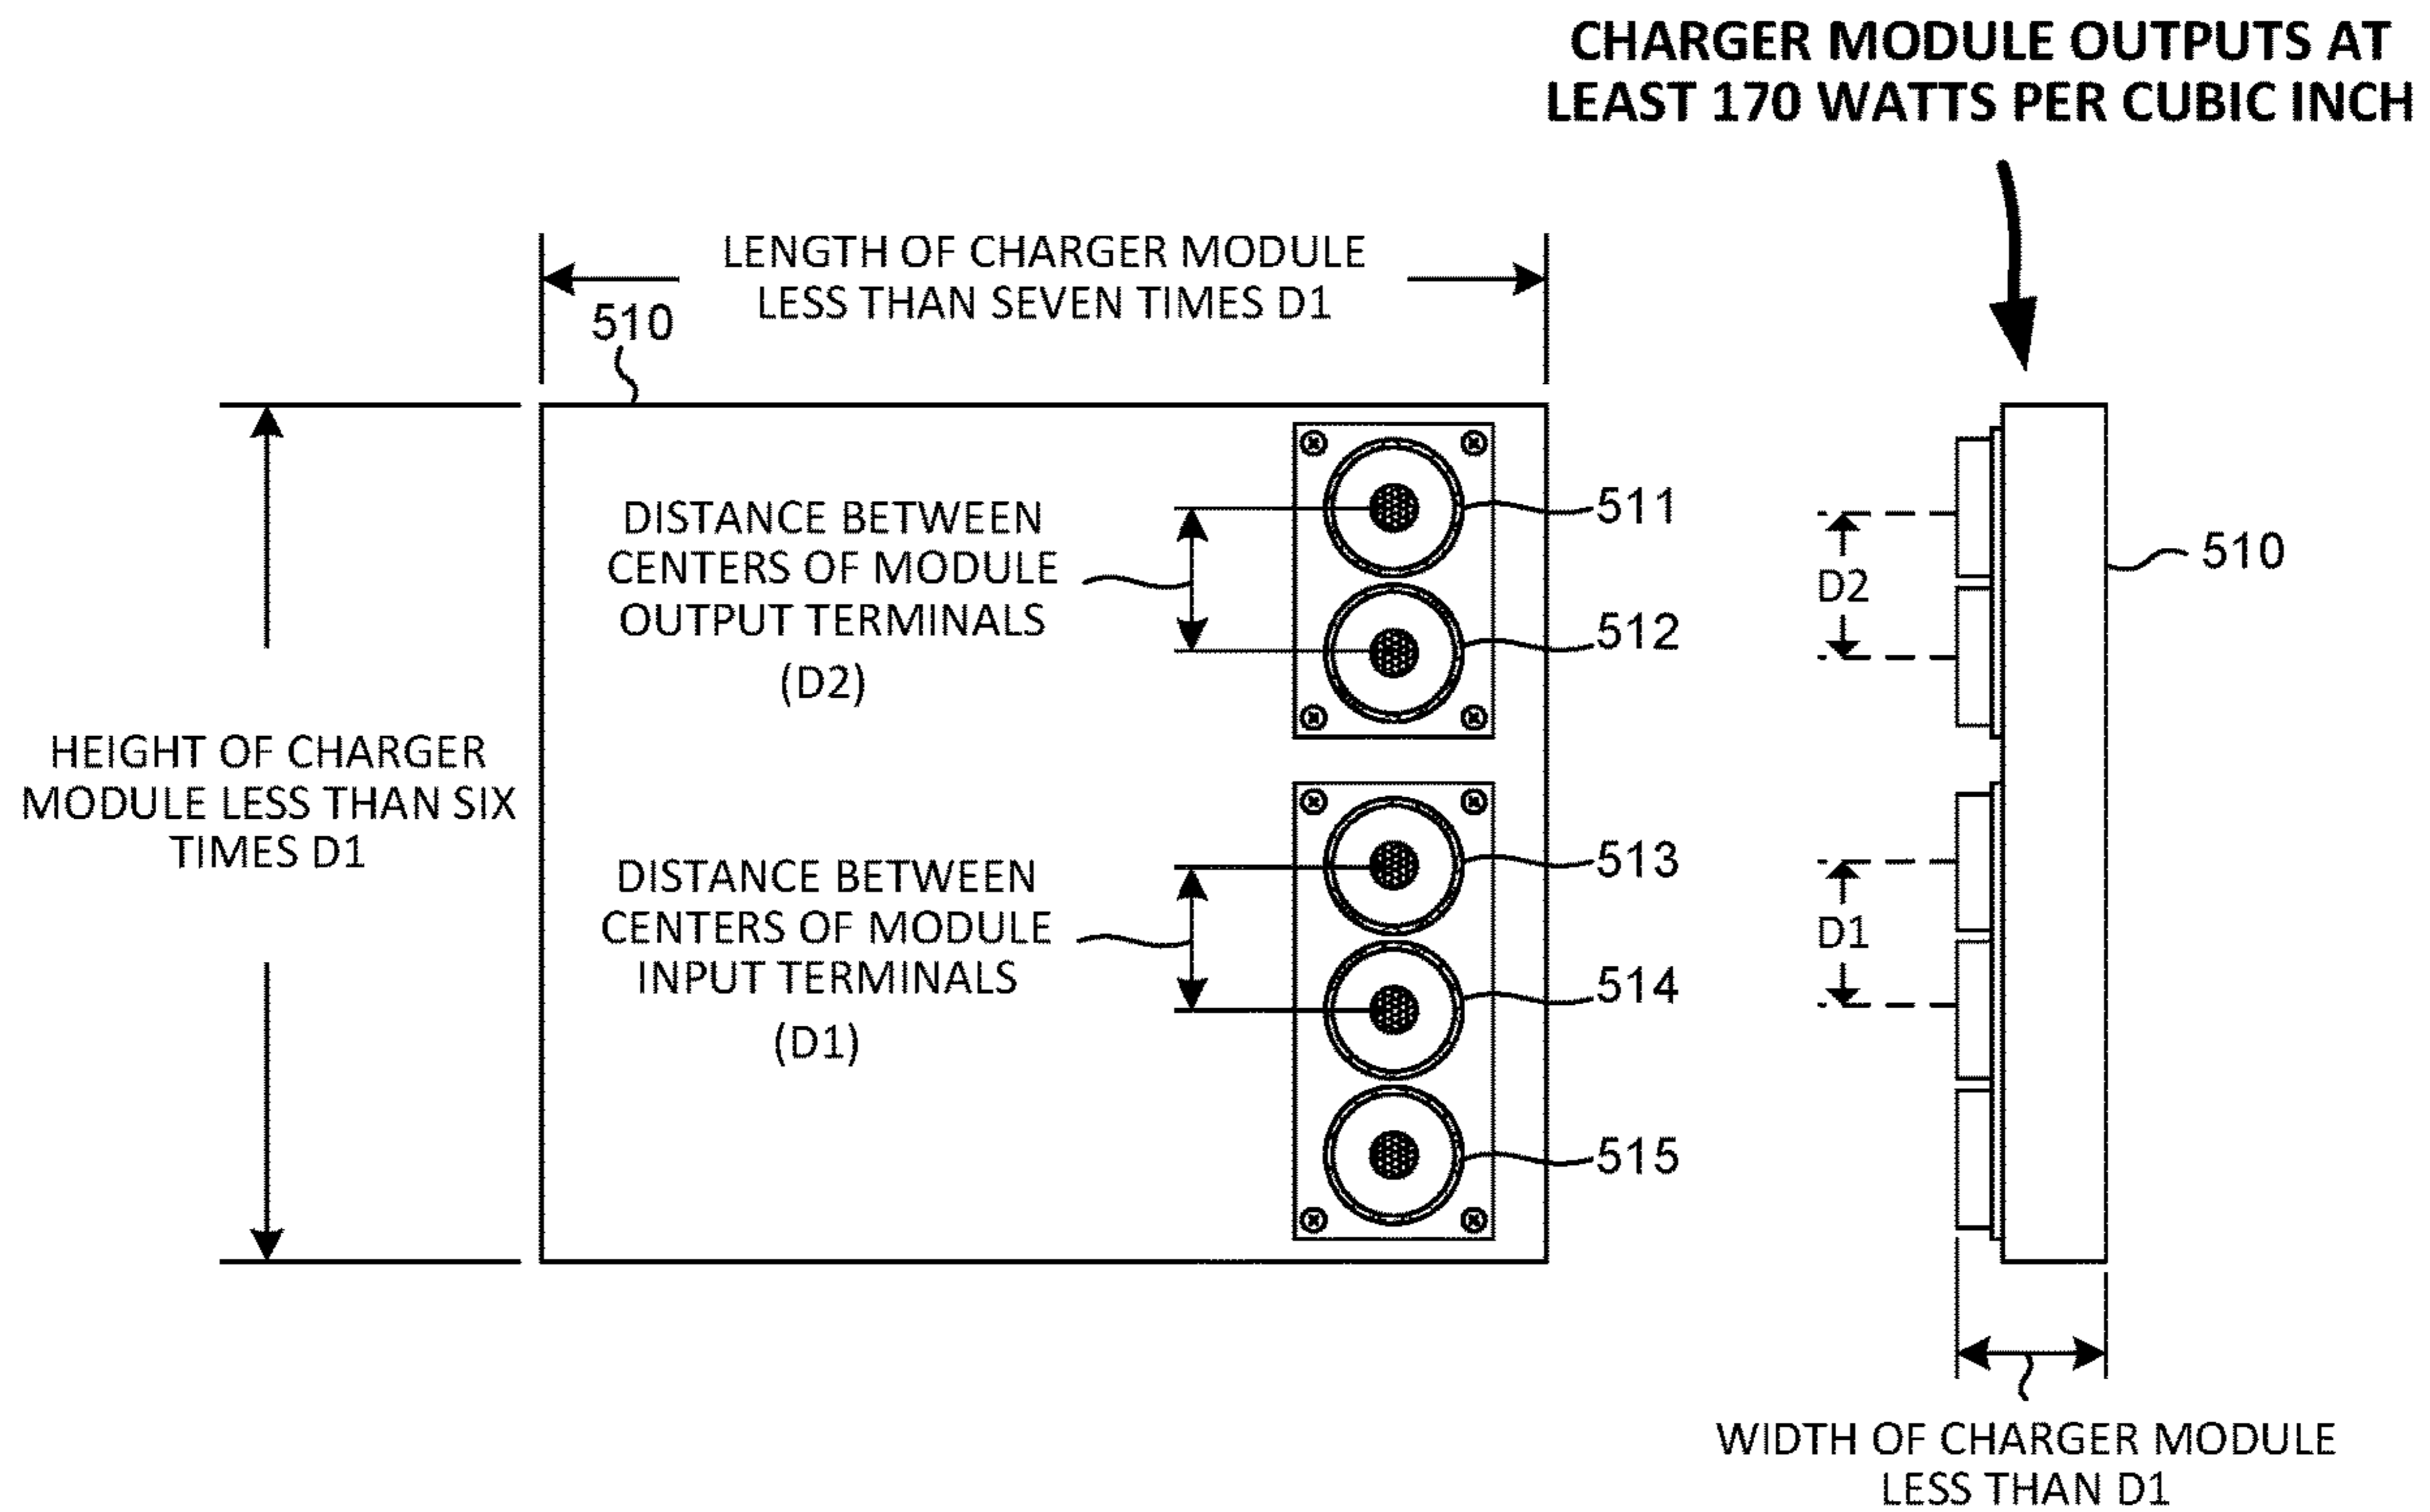 CHARGER MODULE OUTPUTS AT
LEAST 170 WATTS PER CUBIC INCH
LENGTH OF CHARGER MODULE
LESS THAN SEVEN TIMES D1
510
DISTANCE BETWEEN
CENTERS OF MODULE
OUTPUT TERMINALS
(D2)
511
512
D2
510
HEIGHT OF CHARGER
MODULE LESS THAN SIX
TIMES D1
DISTANCE BETWEEN
CENTERS OF MODULE
INPUT TERMINALS
(D1)
513
514
515
D1
WIDTH OF CHARGER MODULE
LESS THAN D1